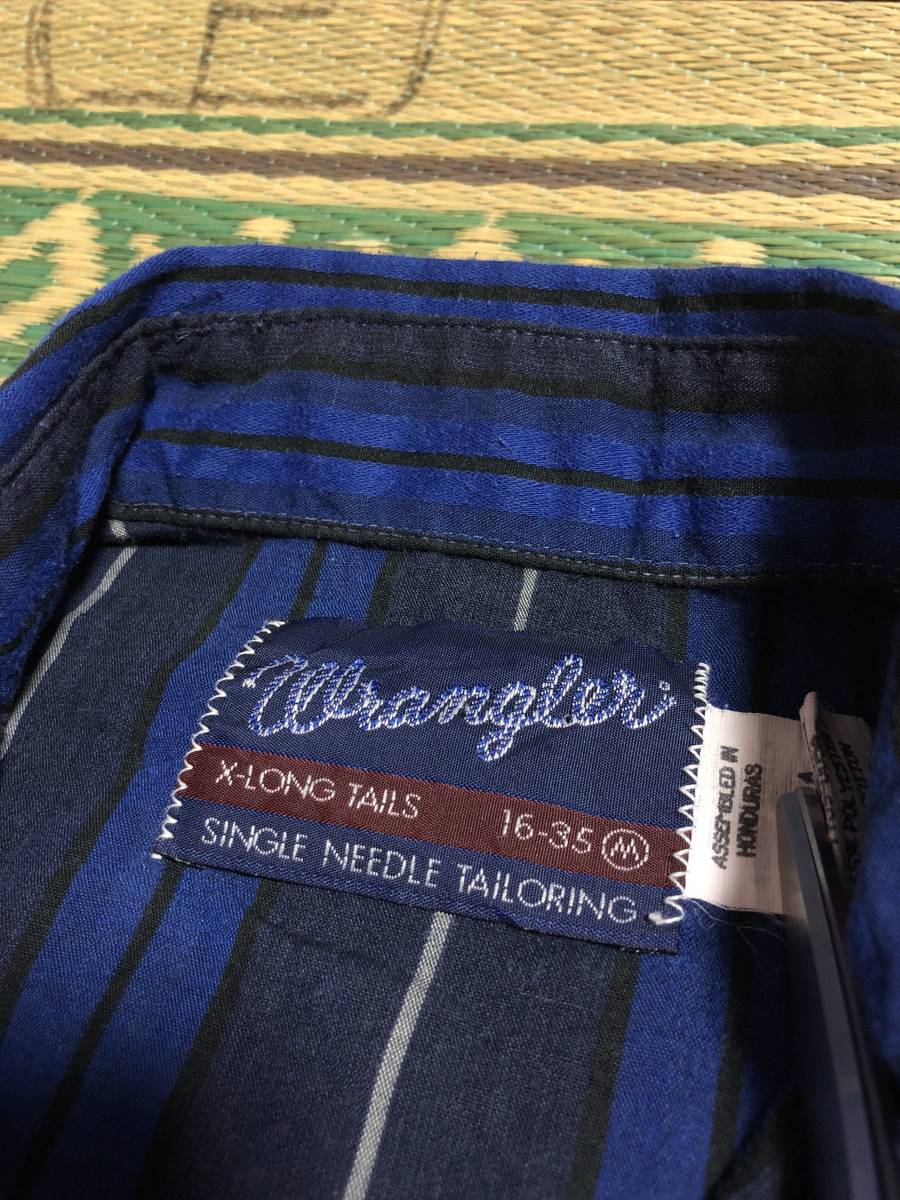 Wrangler
X-LONG TAILS 16-35 M
SINGLE NEEDLE TAILORING
ASSEMBLED IN
HONDURAS